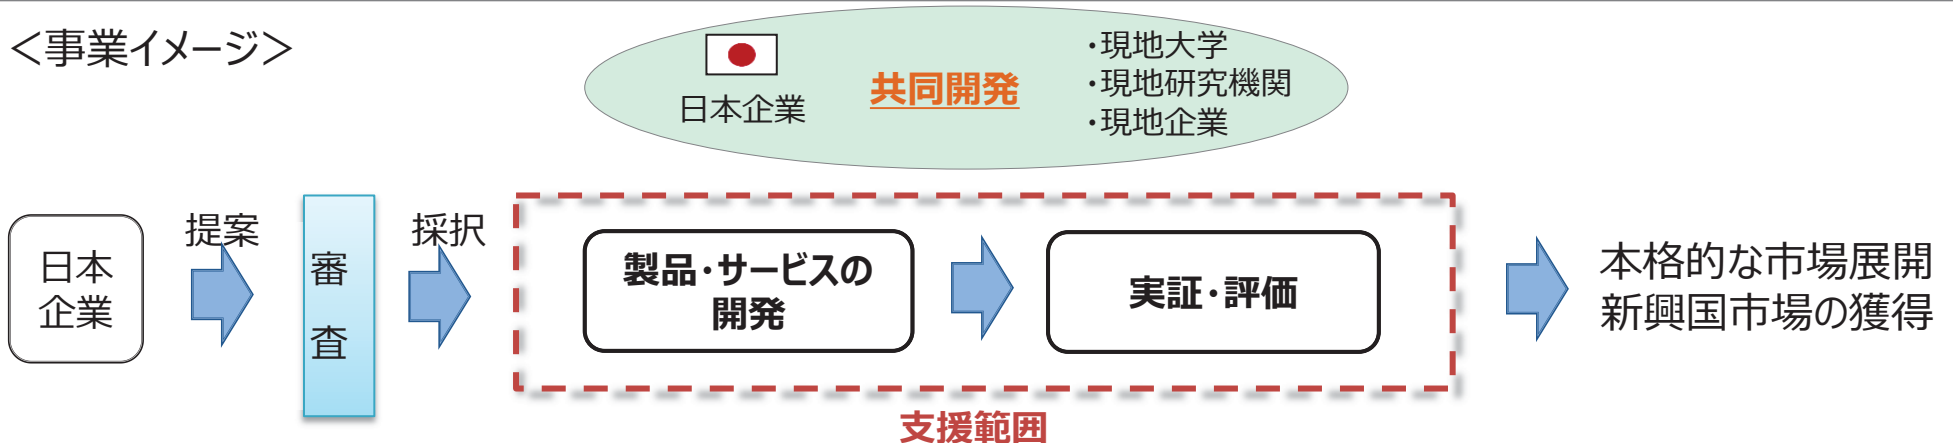 ＜事業イメージ＞
日本企業
共同開発
・現地大学
・現地研究機関
・現地企業
日本
企業
提案
審
査
採択
製品・サービスの
開発
実証・評価
本格的な市場展開
新興国市場の獲得
支援範囲